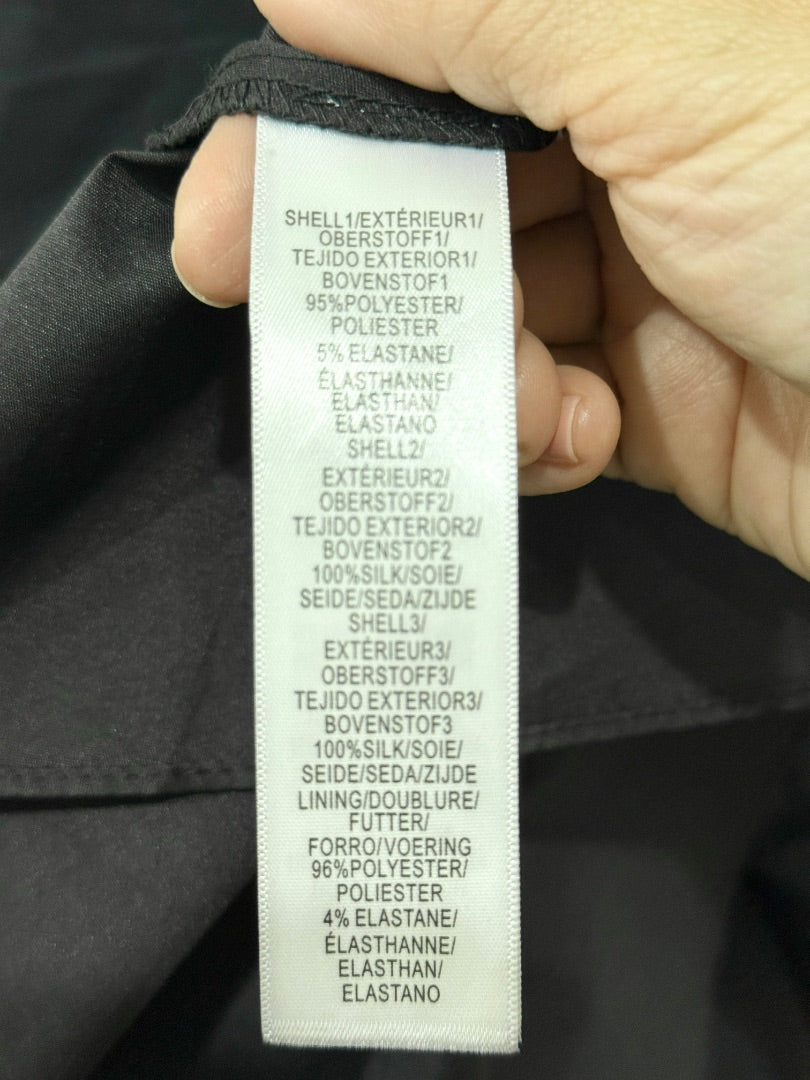 SHELL1/EXTÉRIEUR1/
OBERSTOFF1/
TEJIDO EXTERIOR1/
BOVENSTOF1
95%POLYESTER/
POLIESTER
5% ELASTANE/
ÉLASTHANNE/
ELASTHAN/
ELASTANO
SHELL2/
EXTÉRIEUR2/
OBERSTOFF2/
TEJIDO EXTERIOR2/
BOVENSTOF2
100%SILK/SOIE/
SEIDE/SEDA/ZIJDE
SHELL3/
EXTÉRIEUR3/
OBERSTOFF3/
TEJIDO EXTERIOR3/
BOVENSTOF3
100%SILK/SOIE/
SEIDE/SEDA/ZIJDE
LINING/DOUBLURE/
FUTTER/
FORRO/VOERING
96%POLYESTER/
POLIESTER
4% ELASTANE/
ÉLASTHANNE/
ELASTHAN/
ELASTANO